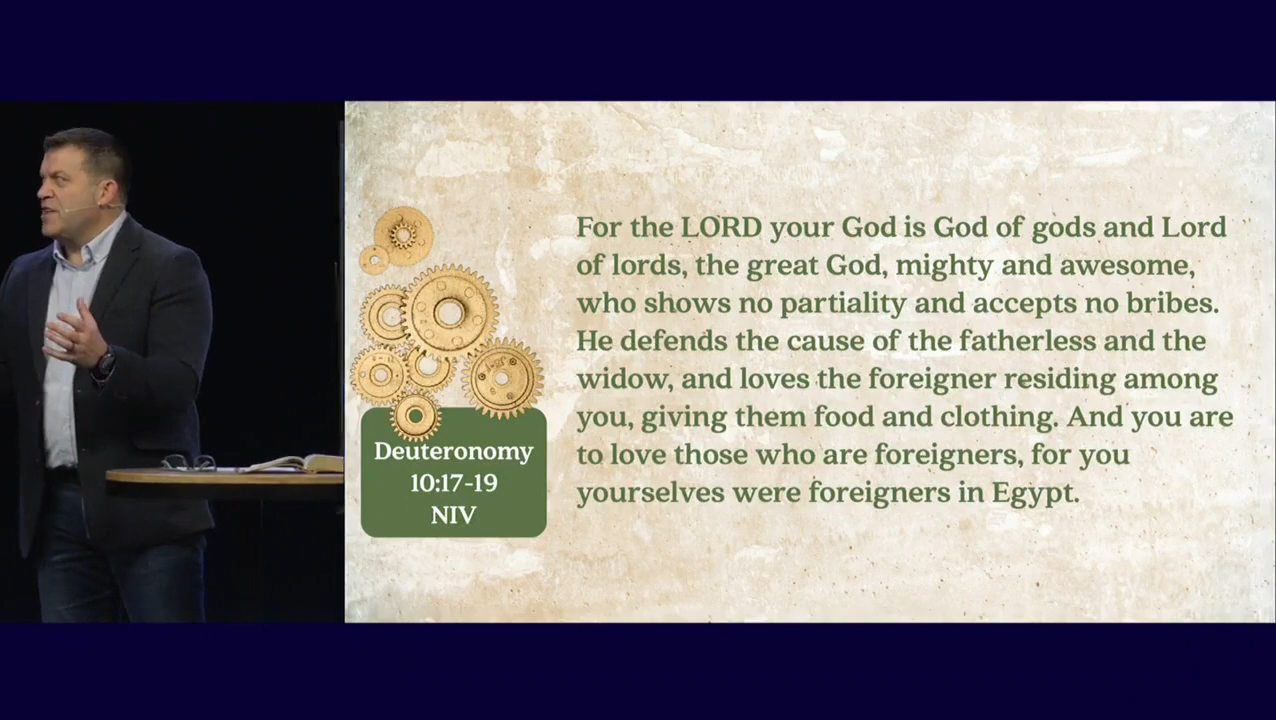 Deuteronomy
10:17-19
NIV
For the LORD your God is God of gods and Lord
of lords, the great God, mighty and awesome,
who shows no partiality and accepts no bribes.
He defends the cause of the fatherless and the
widow, and loves the foreigner residing among
you, giving them food and clothing. And you are
to love those who are foreigners, for you
yourselves were foreigners in Egypt.